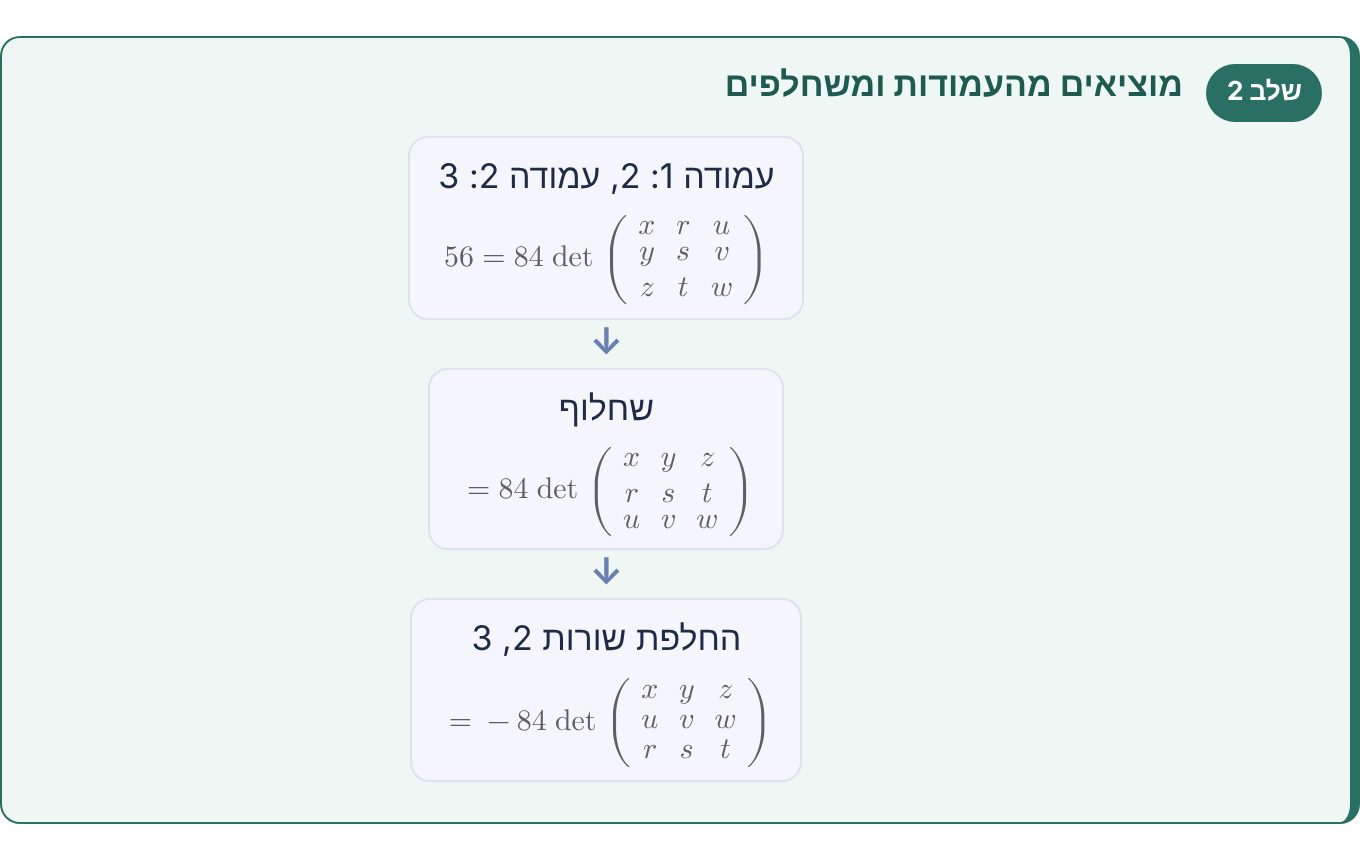 שלב 2
מוציאים מהעמודות ומשחלפים
עמודה 1: 2, עמודה 2: 3
56 = 84 det ( x r u
y s v
z t w )
↓
שחלוף
= 84 det ( x y z
r s t
u v w )
↓
החלפת שורות 2, 3
= − 84 det ( x y z
u v w
r s t )